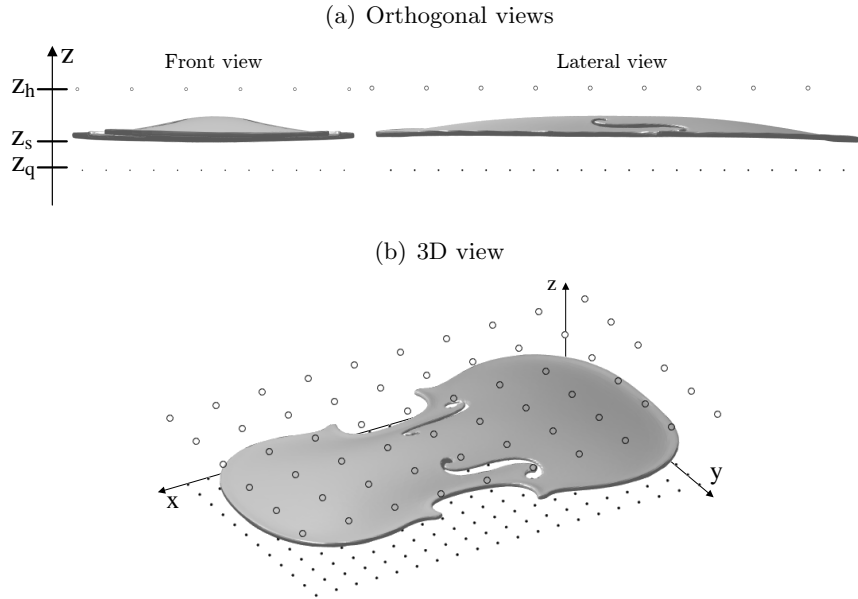 (a) Orthogonal views
z
Front view
Lateral view
z_h
z_s
z_q
(b) 3D view
z
x
y